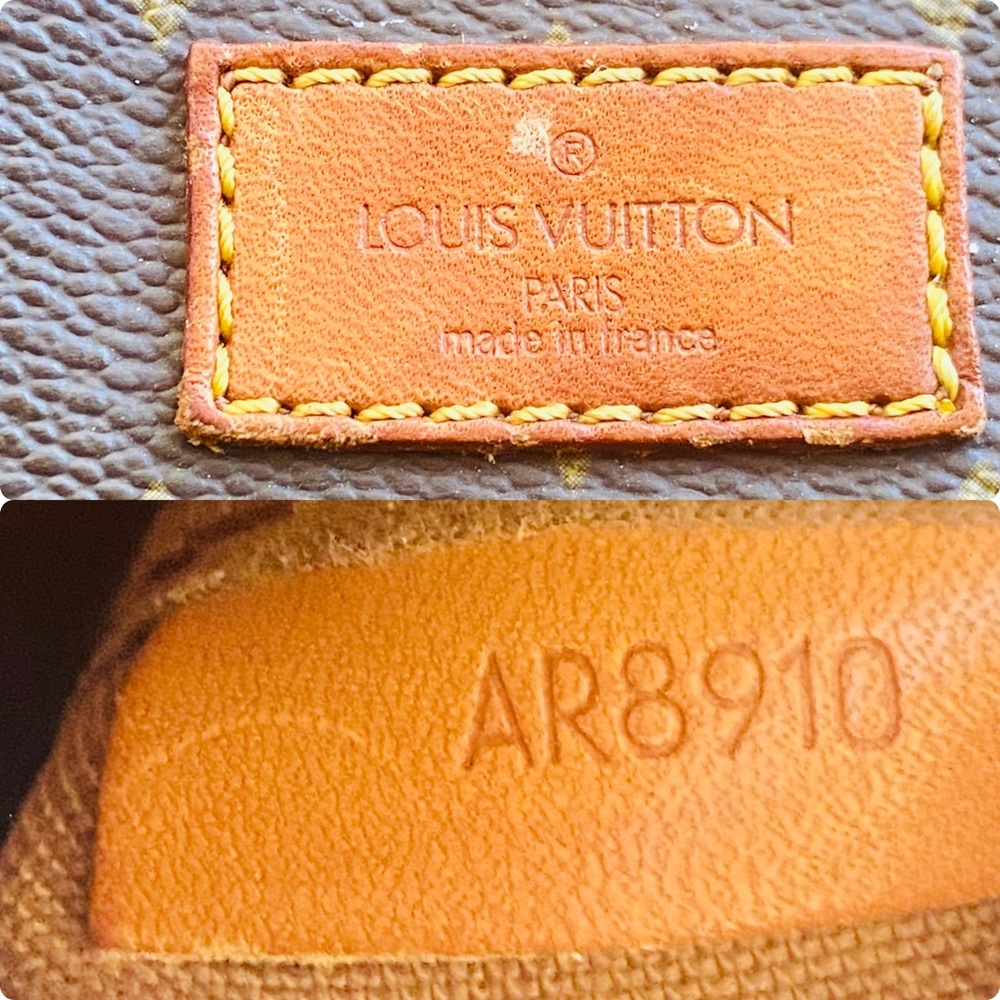 ®
LOUIS VUITTON
PARIS
made in france
AR8910